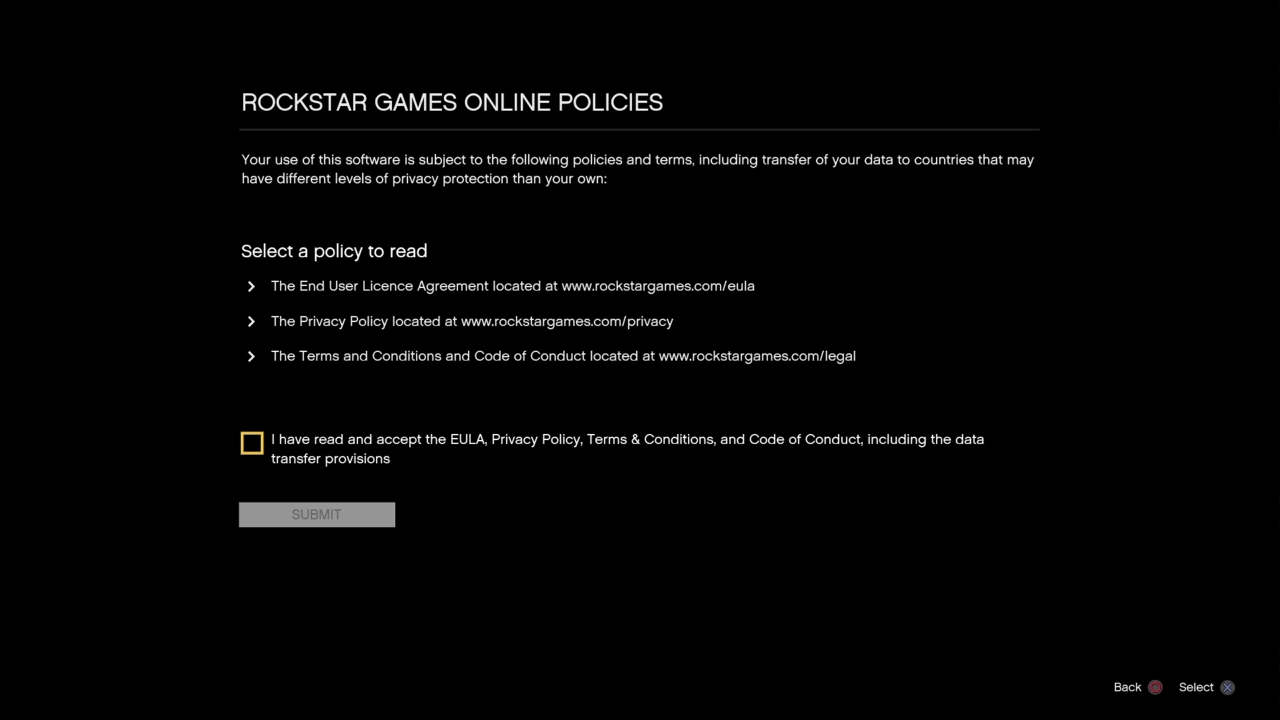 ROCKSTAR GAMES ONLINE POLICIES
Your use of this software is subject to the following policies and terms, including transfer of your data to countries that may
have different levels of privacy protection than your own:
Select a policy to read
The End User Licence Agreement located at www.rockstargames.com/eula
The Privacy Policy located at www.rockstargames.com/privacy
The Terms and Conditions and Code of Conduct located at www.rockstargames.com/legal
I have read and accept the EULA, Privacy Policy, Terms & Conditions, and Code of Conduct, including the data
transfer provisions
SUBMIT
Back Select